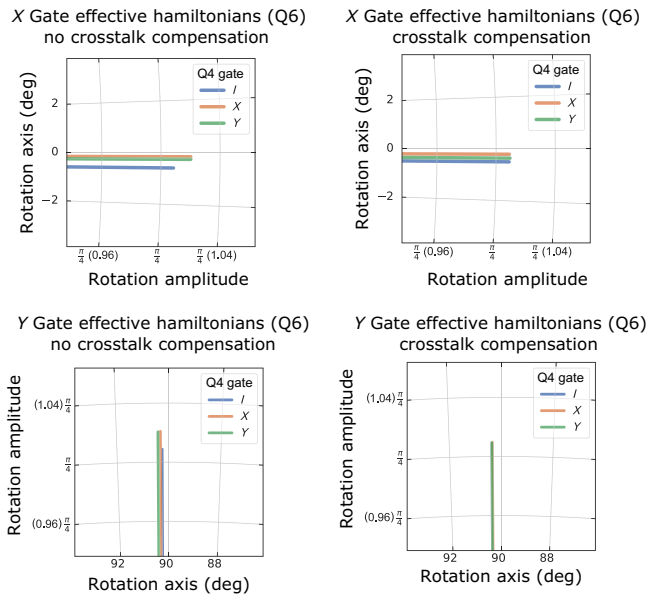 X Gate effective hamiltonians (Q6)
no crosstalk compensation
Rotation axis (deg)
2
0
−2
Q4 gate
I
X
Y
π/4 (0.96)
π/4
π/4 (1.04)
Rotation amplitude
X Gate effective hamiltonians (Q6)
crosstalk compensation
Rotation axis (deg)
2
0
−2
Q4 gate
I
X
Y
π/4 (0.96)
π/4
π/4 (1.04)
Rotation amplitude
Y Gate effective hamiltonians (Q6)
no crosstalk compensation
Rotation amplitude
(1.04) π/4
π/4
(0.96) π/4
Q4 gate
I
X
Y
92
90
88
Rotation axis (deg)
Y Gate effective hamiltonians (Q6)
crosstalk compensation
Rotation amplitude
(1.04) π/4
π/4
(0.96) π/4
Q4 gate
I
X
Y
92
90
88
Rotation axis (deg)